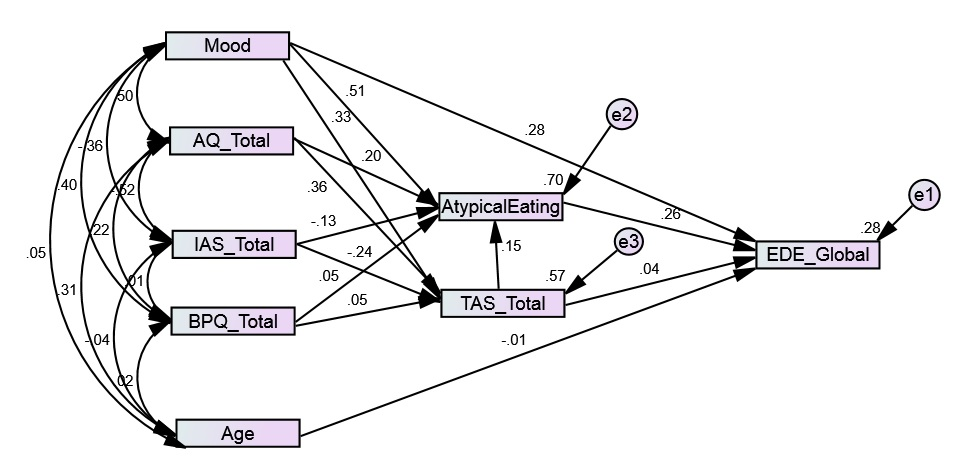 Mood
e2
.50
.51
.33
.28
AQ_Total
-.36
.20
.70
e1
.40
-.52
.36
AtypicalEating
.26
.28
.22
-.13
IAS_Total
.15
e3
EDE_Global
.05
-.24
.01
.05
.57
.04
.31
.05
TAS_Total
BPQ_Total
-.04
-.01
.02
Age